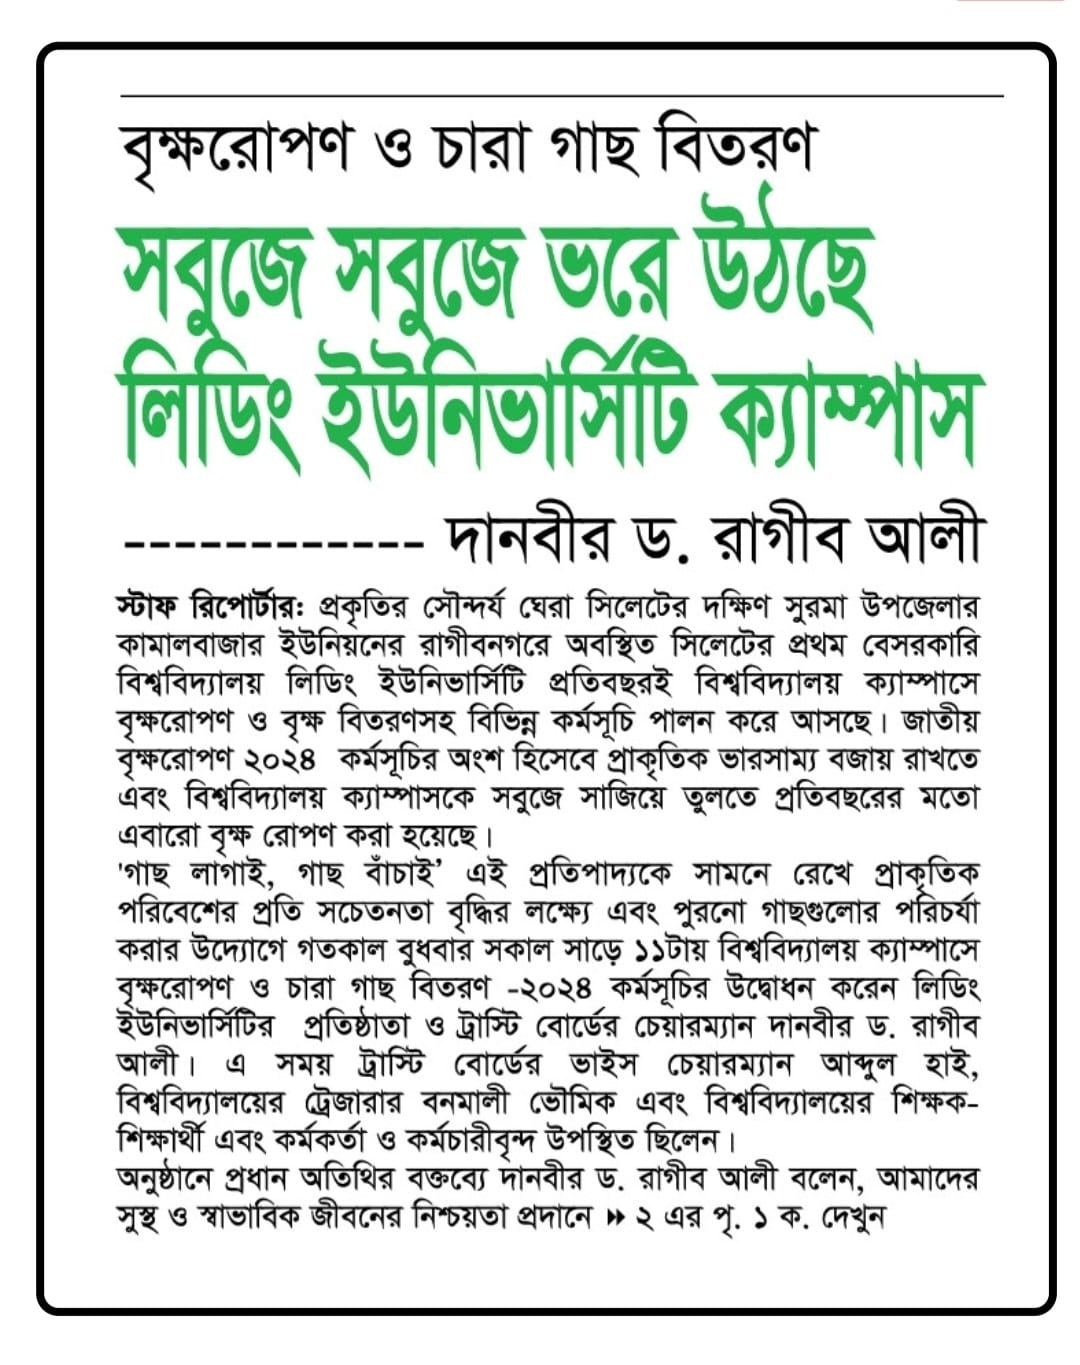 বৃক্ষরোপণ ও চারা গাছ বিতরণ
সবুজে সবুজে ভরে উঠছে
লিডিং ইউনিভার্সিটি ক্যাম্পাস
------------ দানবীর ড. রাগীব আলী
স্টাফ রিপোর্টার: প্রকৃতির সৌন্দর্য ঘেরা সিলেটের দক্ষিণ সুরমা উপজেলার
কামালবাজার ইউনিয়নের রাগীবনগরে অবস্থিত সিলেটের প্রথম বেসরকারি
বিশ্ববিদ্যালয় লিডিং ইউনিভার্সিটি প্রতিবছরই বিশ্ববিদ্যালয় ক্যাম্পাসে
বৃক্ষরোপণ ও বৃক্ষ বিতরণসহ বিভিন্ন কর্মসূচি পালন করে আসছে। জাতীয়
বৃক্ষরোপণ ২০২৪ কর্মসূচির অংশ হিসেবে প্রাকৃতিক ভারসাম্য বজায় রাখতে
এবং বিশ্ববিদ্যালয় ক্যাম্পাসকে সবুজে সাজিয়ে তুলতে প্রতিবছরের মতো
এবারো বৃক্ষ রোপণ করা হয়েছে।
'গাছ লাগাই, গাছ বাঁচাই’ এই প্রতিপাদ্যকে সামনে রেখে প্রাকৃতিক
পরিবেশের প্রতি সচেতনতা বৃদ্ধির লক্ষ্যে এবং পুরনো গাছগুলোর পরিচর্যা
করার উদ্যোগে গতকাল বুধবার সকাল সাড়ে ১১টায় বিশ্ববিদ্যালয় ক্যাম্পাসে
বৃক্ষরোপণ ও চারা গাছ বিতরণ -২০২৪ কর্মসূচির উদ্বোধন করেন লিডিং
ইউনিভার্সিটির প্রতিষ্ঠাতা ও ট্রাস্টি বোর্ডের চেয়ারম্যান দানবীর ড. রাগীব
আলী। এ সময় ট্রাস্টি বোর্ডের ভাইস চেয়ারম্যান আব্দুল হাই,
বিশ্ববিদ্যালয়ের ট্রেজারার বনমালী ভৌমিক এবং বিশ্ববিদ্যালয়ের শিক্ষক-
শিক্ষার্থী এবং কর্মকর্তা ও কর্মচারীবৃন্দ উপস্থিত ছিলেন।
অনুষ্ঠানে প্রধান অতিথির বক্তব্যে দানবীর ড. রাগীব আলী বলেন, আমাদের
সুস্থ ও স্বাভাবিক জীবনের নিশ্চয়তা প্রদানে » ২ এর পৃ. ১ ক. দেখুন